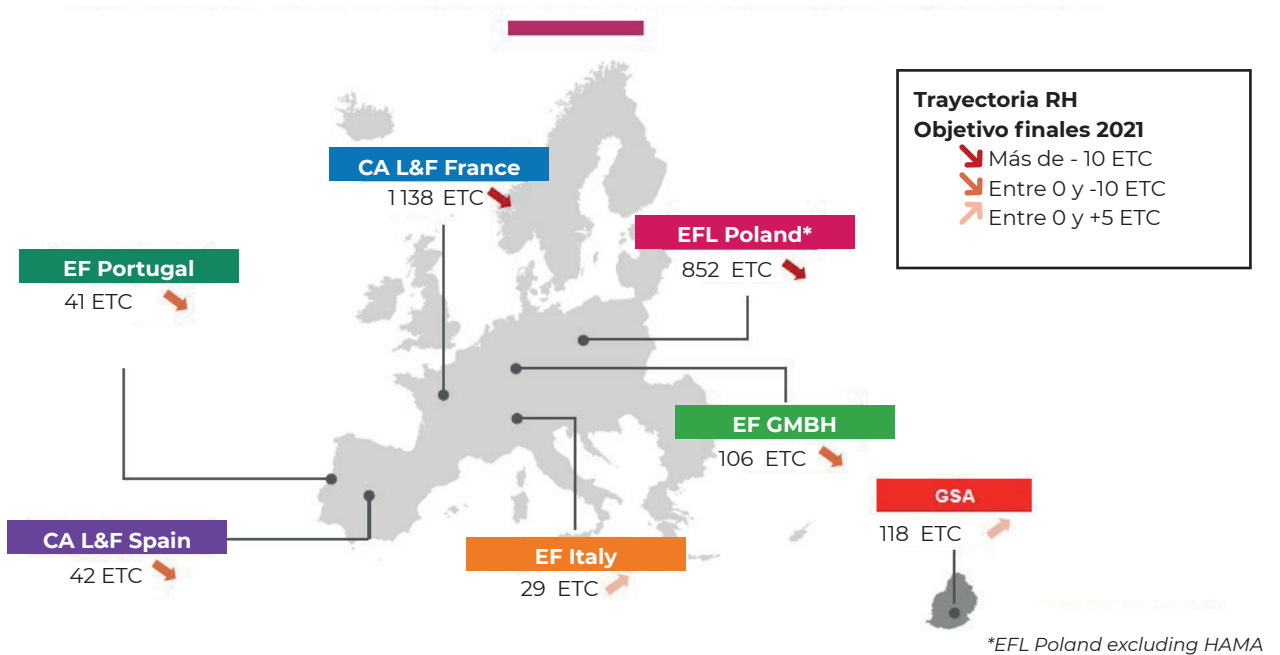 Trayectoria RH
Objetivo finales 2021
Más de - 10 ETC
Entre 0 y -10 ETC
Entre 0 y +5 ETC
CA L&F France
1 138 ETC
EFL Poland*
852 ETC
EF Portugal
41 ETC
EF GMBH
106 ETC
GSA
118 ETC
CA L&F Spain
42 ETC
EF Italy
29 ETC
*EFL Poland excluding HAMA